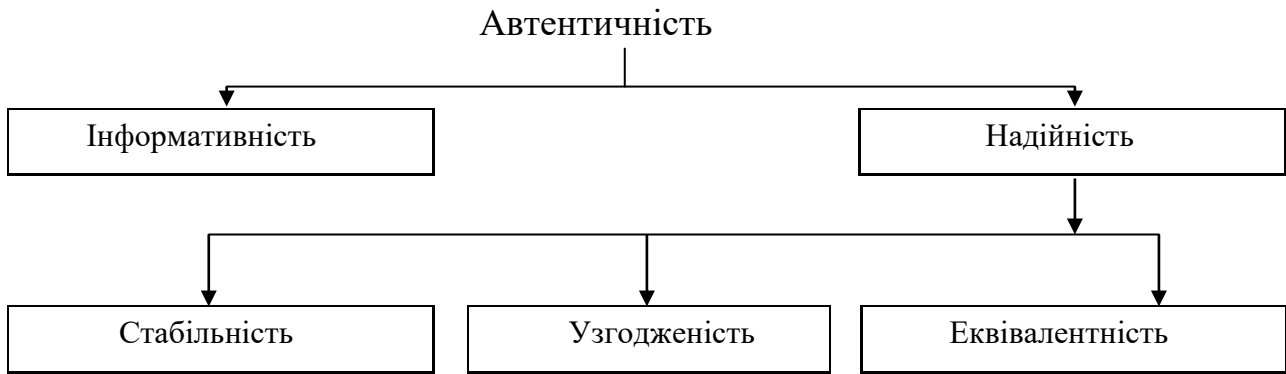 Автентичність
Інформативність
Надійність
Стабільність
Узгодженість
Еквівалентність